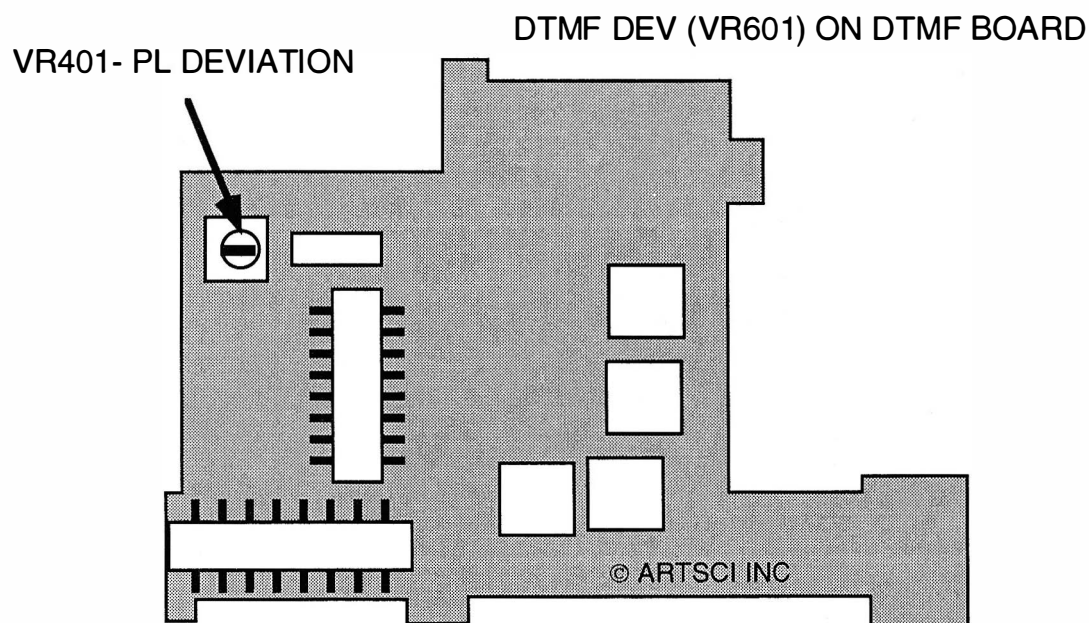 DTMF DEV (VR601) ON DTMF BOARD
VR401- PL DEVIATION
© ARTSCI INC